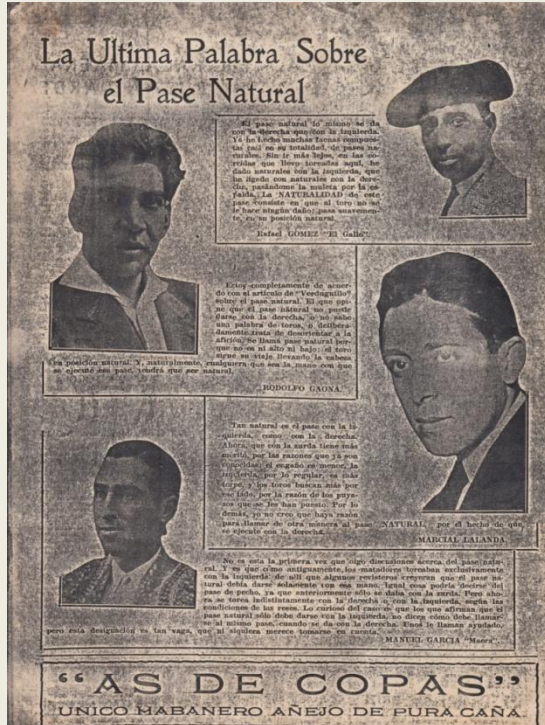 La Ultima Palabra Sobre
el Pase Natural
El pase natural lo mismo se da
con la derecha que con la izquierda.
Yo he hecho muchas faenas compues-
tas casi en su totalidad, de pases na-
turales. Sin ir más lejos, en las co-
rridas que llevo toreadas aquí, he
dado naturales con la izquierda, que
he ligado con naturales con la dere-
cha, pasándome la muleta por la es-
palda. La NATURALIDAD de este
pase consiste en que al toro no se
le hace ningún daño; pasa suavemen-
te, en su posición natural.
Rafael GOMEZ "El Gallo".
Estoy completamente de acuer-
do con el artículo de "Verduguillo"
sobre el pase natural. El que opi-
ne que el pase natural no puede
darse con la derecha, o no sabe
una palabra de toros, o delibera-
damente trata de desorientar a la
afición. Se llama pase natural por-
que no es ni alto ni bajo; el toro
sigue su viaje llevando la cabeza
en posición natural. Y, naturalmente, cualquiera que sea la mano con que
se ejecute ese pase, tendrá que ser natural.
RODOLFO GAONA.
Tan natural es el pase con la iz-
quierda, como con la derecha.
Ahora, que con la zurda tiene más
mérito, por las razones que ya son
conocidas; el engaño es menor, la
izquierda, por lo regular, es más
torpe, y los toros buscan más por
ese lado, por la razón de los puya-
zos que se les han puesto. Por lo
demás, yo no creo que haya razón
para llamar de otra manera al pase NATURAL, por el hecho de que,
se ejecute con la derecha.
MARCIAL LALANDA.
No es esta la primera vez que oigo discusiones acerca del pase natu-
ral. Y es que como antiguamente, los matadores toreaban exclusivamente
con la izquierda, de ahí que algunos revisteros creyeran que el pase na-
tural debía darse solamente con esa mano. Igual cosa podría decirse del
pase de pecho, ya que anteriormente sólo se daba con la zurda. Pero aho-
ra se torea indistintamente con la derecha o con la izquierda, según las
condiciones de las reses. Lo curioso del caso es que los que afirman que el
pase natural sólo debe darse con la izquierda, no dicen cómo debe llamar-
se al mismo pase, cuando se da con la derecha. Unos le llaman ayudado,
pero esta designación es tan vaga, que ni siquiera merece tomarse en cuenta.
MANUEL GARCIA "Maera".
"AS DE COPAS"
UNICO HABANERO AÑEJO DE PURA CAÑA